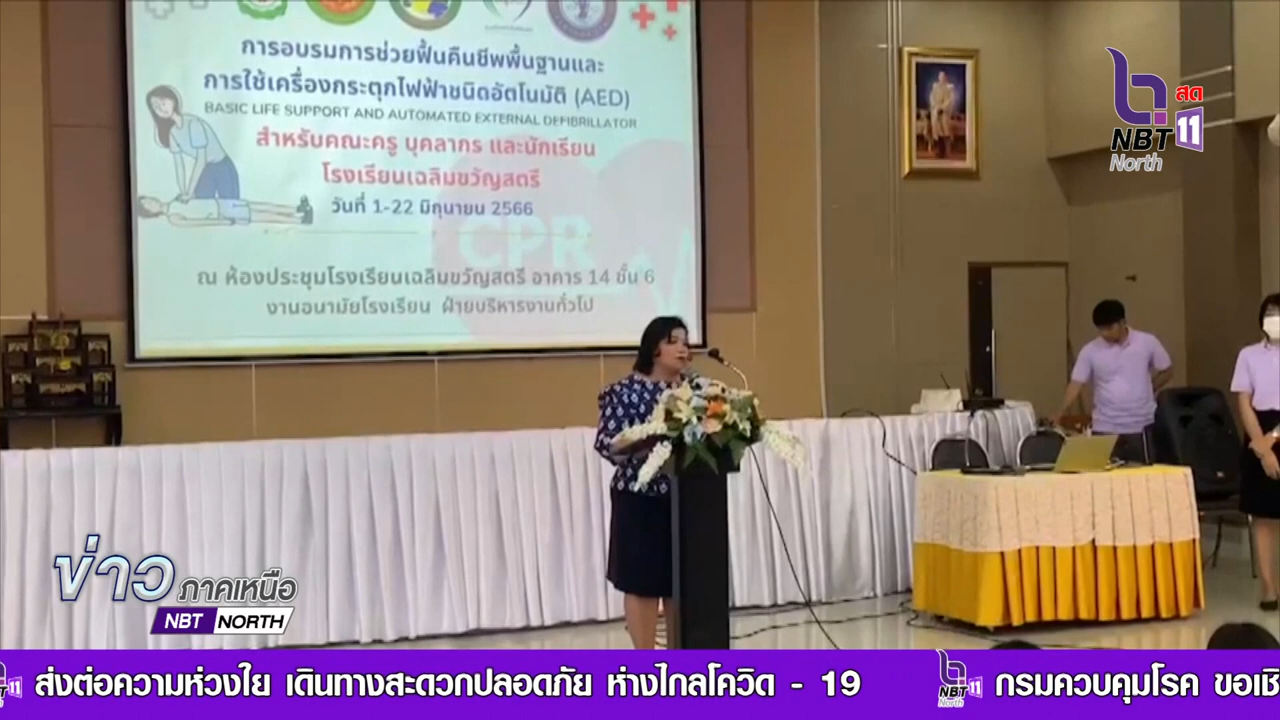 การอบรมการช่วยฟื้นคืนชีพพื้นฐานและ
การใช้เครื่องกระตุกไฟฟ้าชนิดอัตโนมัติ (AED)
BASIC LIFE SUPPORT AND AUTOMATED EXTERNAL DEFIBRILLATOR
สำหรับคณะครู บุคลากร และนักเรียน
โรงเรียนเฉลิมขวัญสตรี
วันที่ 1-22 มิถุนายน 2566
CPR
ณ ห้องประชุมโรงเรียนเฉลิมขวัญสตรี อาคาร 14 ชั้น 6
งานอนามัยโรงเรียน ฝ่ายบริหารงานทั่วไป
สด
NBT 11
North
ข่าว ภาคเหนือ
NBT NORTH
11 ส่งต่อความห่วงใย เดินทางสะดวกปลอดภัย ห่างไกลโควิด - 19 NBT 11 North กรมควบคุมโรค ขอเชิ